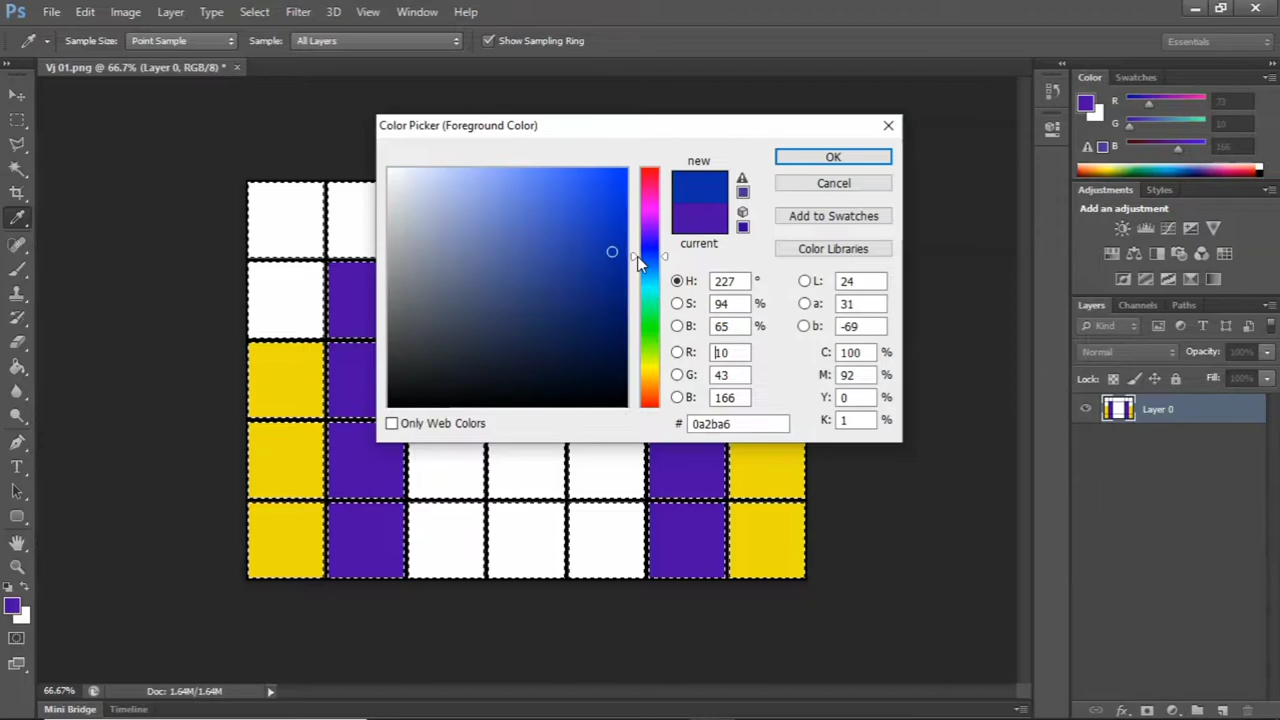 Ps File Edit Image Layer Type Select Filter 3D View Window Help
Sample Size: Point Sample Sample: All Layers Show Sampling Ring Essentials
Vj 01.png @ 66.7% (Layer 0, RGB/8) * ×
Color Swatches
R 73
G 10
B 166
Adjustments Styles
Add an adjustment
Layers Channels Paths
Kind
Normal Opacity: 100%
Lock: Fill: 100%
Layer 0
Color Picker (Foreground Color)
new
current
OK
Cancel
Add to Swatches
Color Libraries
H: 227 ° L: 24
S: 94 % a: 31
B: 65 % b: -69
R: 10 C: 100 %
G: 43 M: 92 %
B: 166 Y: 0 %
# 0a2ba6 K: 1 %
Only Web Colors
66.67% Doc: 1.64M/1.64M
Mini Bridge Timeline